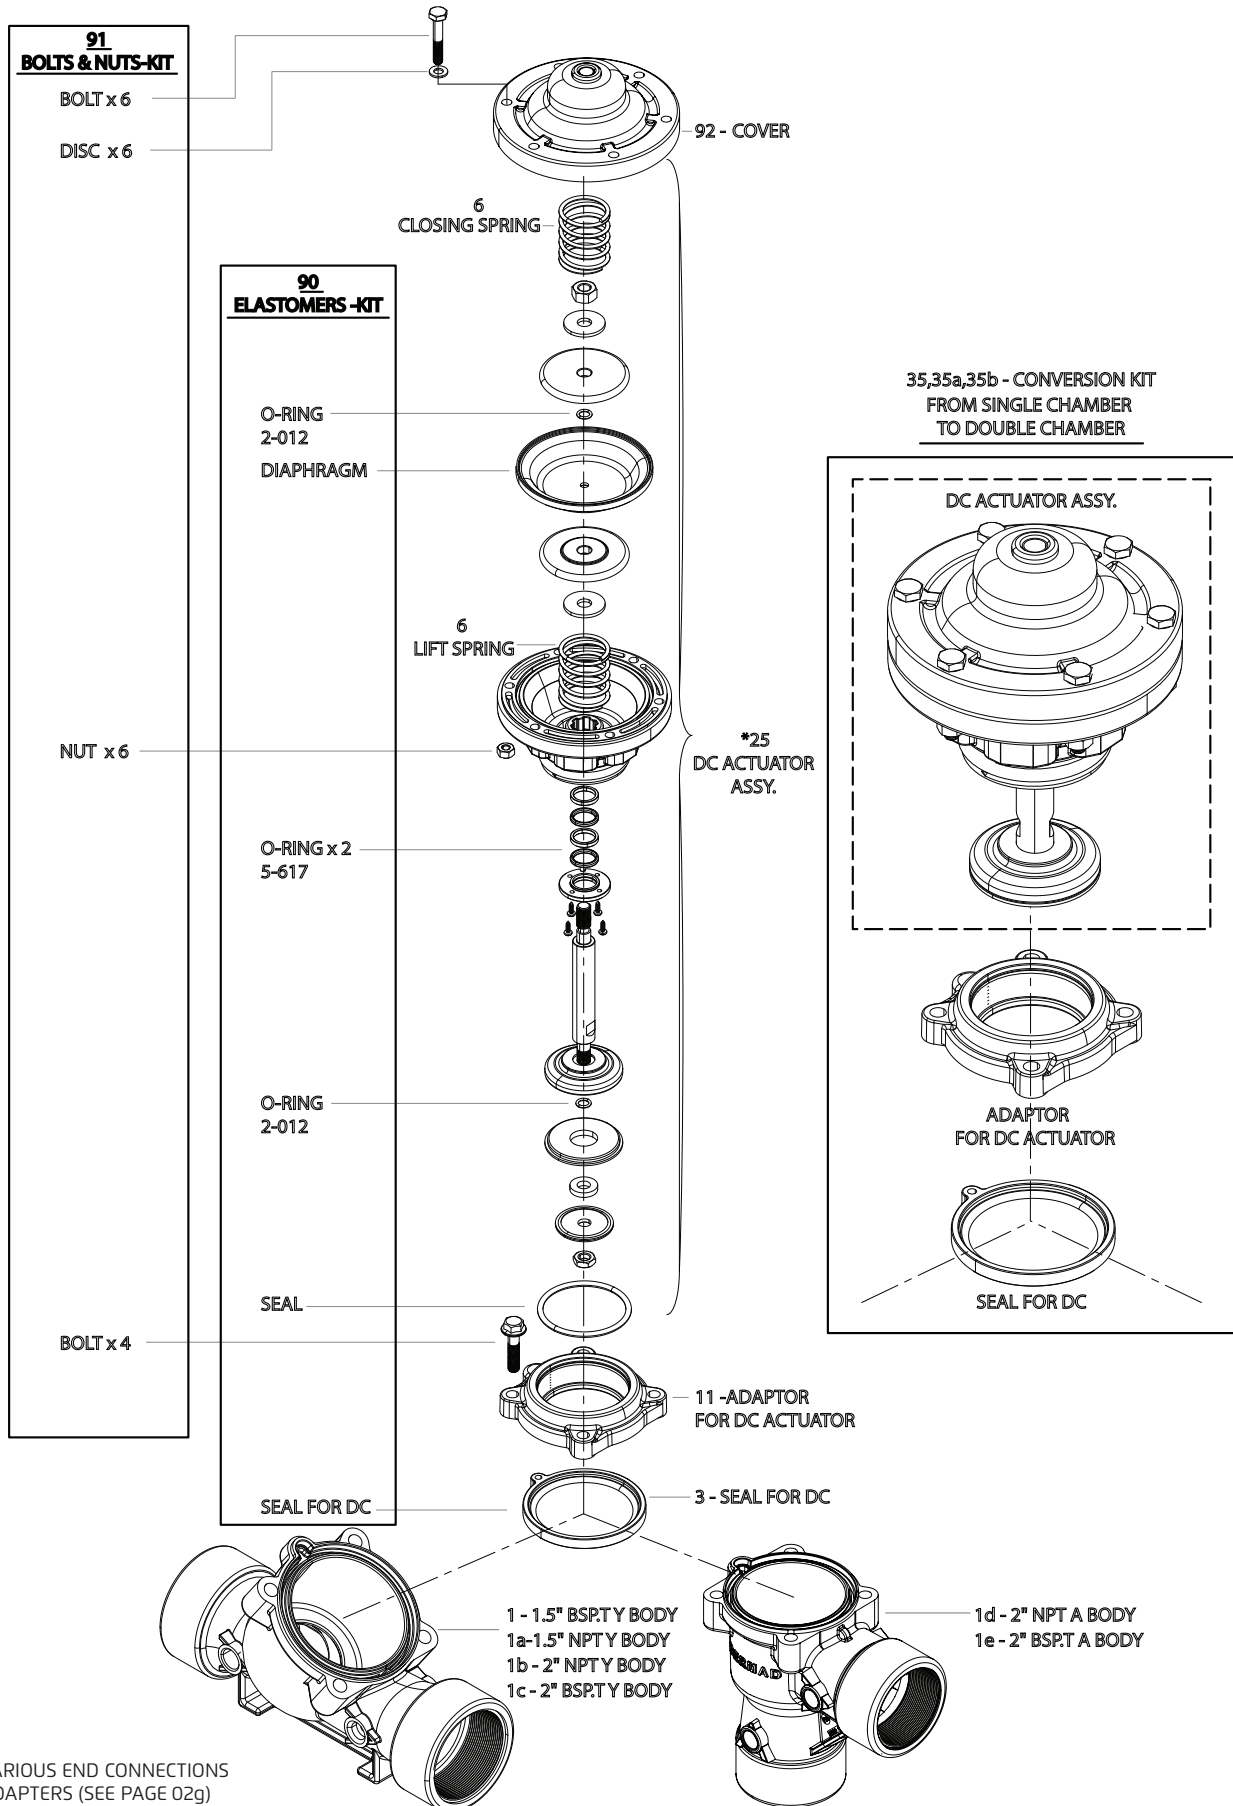 91
BOLTS & NUTS-KIT
BOLT x 6
DISC x 6
92 - COVER
6
CLOSING SPRING
90
ELASTOMERS -KIT
O-RING
2-012
DIAPHRAGM
6
LIFT SPRING
NUT x 6
*25
DC ACTUATOR
ASSY.
O-RING x 2
5-617
O-RING
2-012
SEAL
BOLT x 4
11 -ADAPTOR
FOR DC ACTUATOR
SEAL FOR DC
3 - SEAL FOR DC
35,35a,35b - CONVERSION KIT
FROM SINGLE CHAMBER
TO DOUBLE CHAMBER
DC ACTUATOR ASSY.
ADAPTOR
FOR DC ACTUATOR
SEAL FOR DC
1 - 1.5" BSP.T Y BODY
1a-1.5" NPT Y BODY
1b - 2" NPT Y BODY
1c - 2" BSP.T Y BODY
1d - 2" NPT A BODY
1e - 2" BSP.T A BODY
ARIOUS END CONNECTIONS
DAPTERS (SEE PAGE 02g)